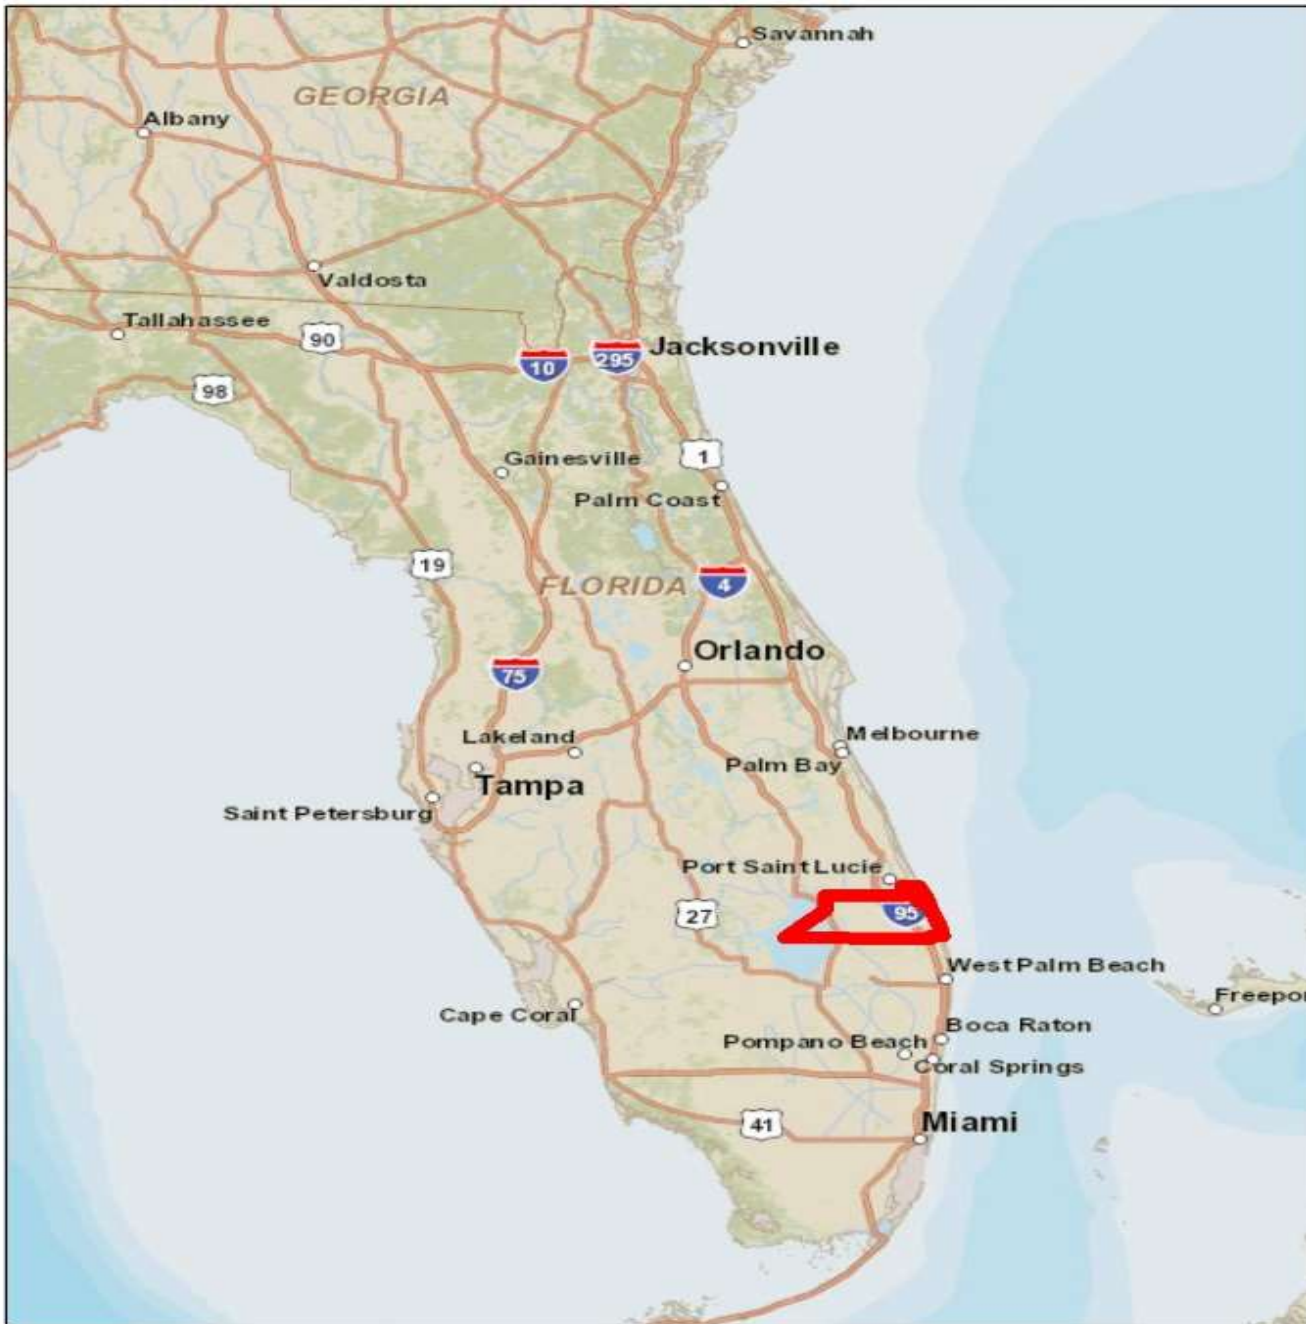 Savannah
GEORGIA
Albany
Valdosta
Tallahassee
90
10
295
Jacksonville
98
Gainesville
1
Palm Coast
19
FLORIDA
4
Orlando
75
Lakeland
Melbourne
Palm Bay
Tampa
Saint Petersburg
Port Saint Lucie
27
95
West Palm Beach
Cape Coral
Freepor
Boca Raton
Pompano Beach
Coral Springs
41
Miami